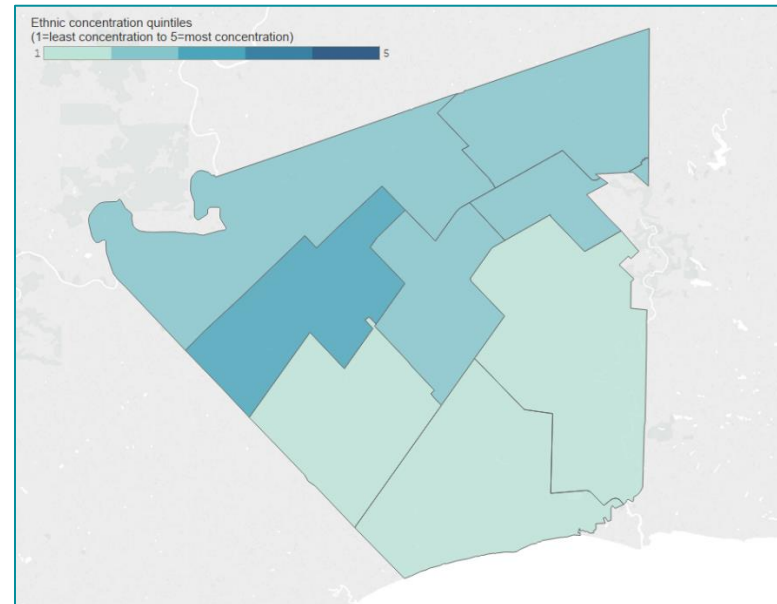 Ethnic concentration quintiles
(1=least concentration to 5=most concentration)
1 5